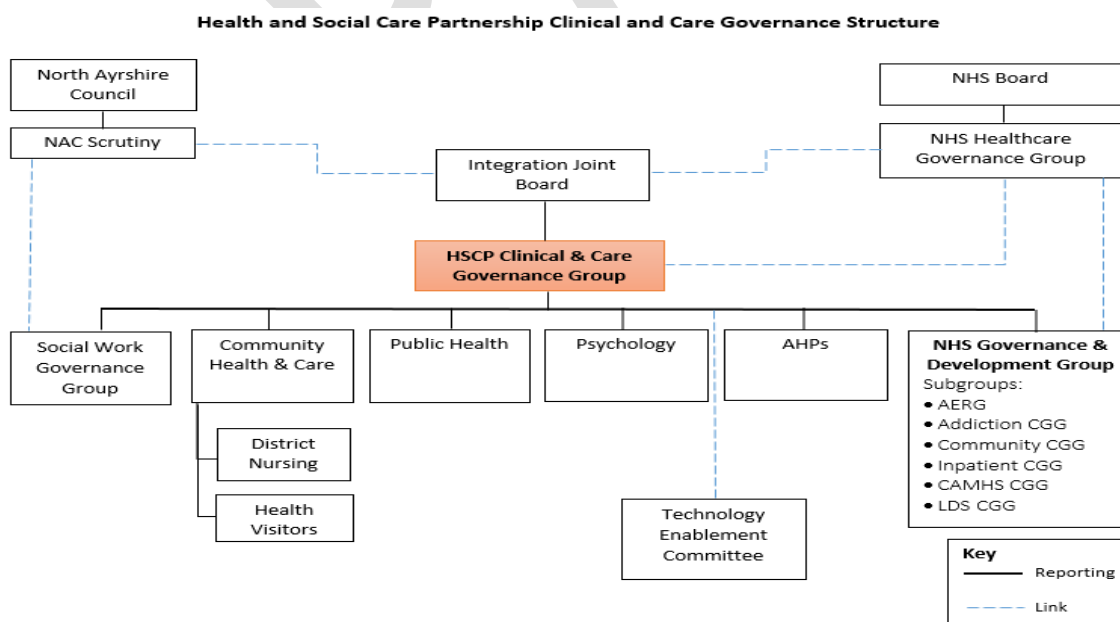 Health and Social Care Partnership Clinical and Care Governance Structure
North Ayrshire
Council
NHS Board
NAC Scrutiny
NHS Healthcare
Governance Group
Integration Joint
Board
HSCP Clinical & Care
Governance Group
Social Work
Governance
Group
Community
Health & Care
Public Health
Psychology
AHPs
NHS Governance &
Development Group
Subgroups:
• AERG
• Addiction CGG
• Community CGG
• Inpatient CGG
• CAMHS CGG
• LDS CGG
District
Nursing
Health
Visitors
Technology
Enablement
Committee
Key
Reporting
Link